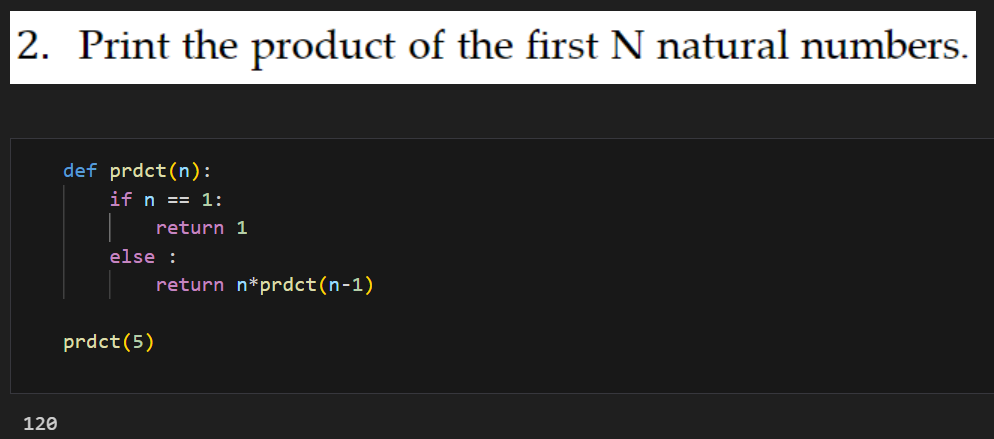 2. Print the product of the first N natural numbers.
def prdct(n):
    if n == 1:
        return 1
    else :
        return n*prdct(n-1)
prdct(5)
120